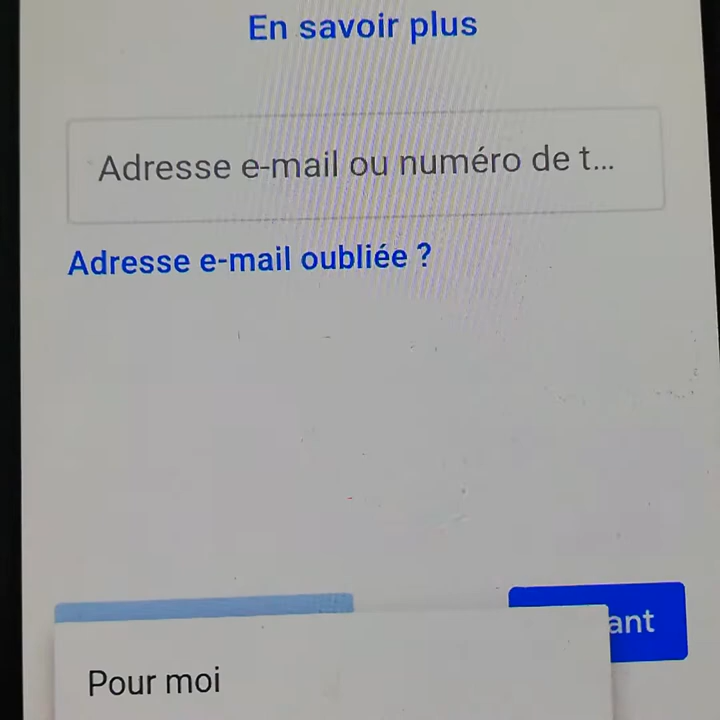 En savoir plus
Adresse e-mail ou numéro de t...
Adresse e-mail oubliée ?
ant
Pour moi